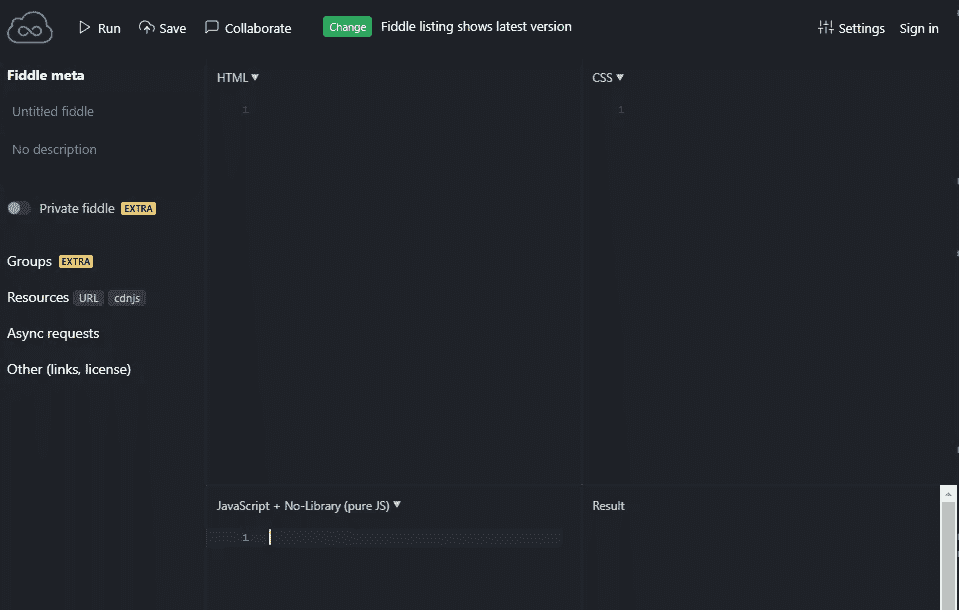 Run Save Collaborate Change Fiddle listing shows latest version Settings Sign in
Fiddle meta
Untitled fiddle
No description
Private fiddle EXTRA
Groups EXTRA
Resources URL cdnjs
Async requests
Other (links, license)
HTML ▼
1
CSS ▼
1
JavaScript + No-Library (pure JS) ▼
1
Result